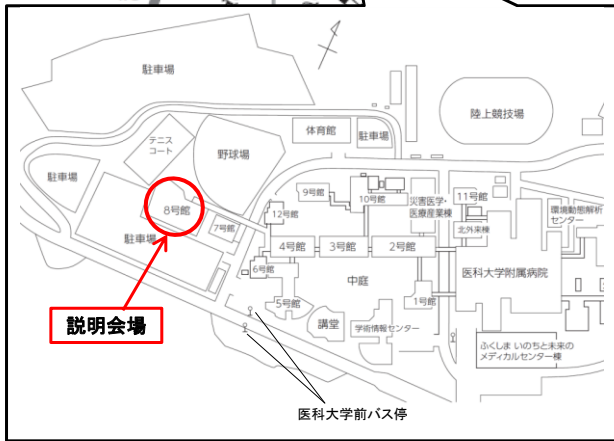 駐車場
陸上競技場
体育館
駐車場
テニス
コート
野球場
駐車場
8号館
9号館
10号館
災害医学・
医療産業棟
11号館
環境動態解析
センター
12号館
7号館
北外来棟
駐車場
4号館
3号館
2号館
6号館
中庭
医科大学附属病院
5号館
1号館
説明会場
講堂
学術情報センター
ふくしま いのちと未来の
メディカルセンター棟
医科大学前バス停